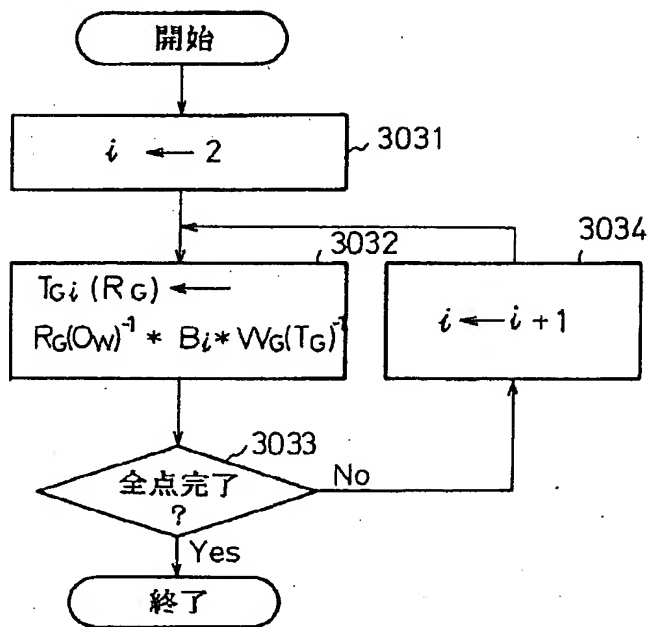 開始
i ← 2
3031
3032
3034
TGi (RG) ←
RG(OW)⁻¹ * Bi * WG(TG)⁻¹
i ← i + 1
3033
全点完了
?
No
Yes
終了